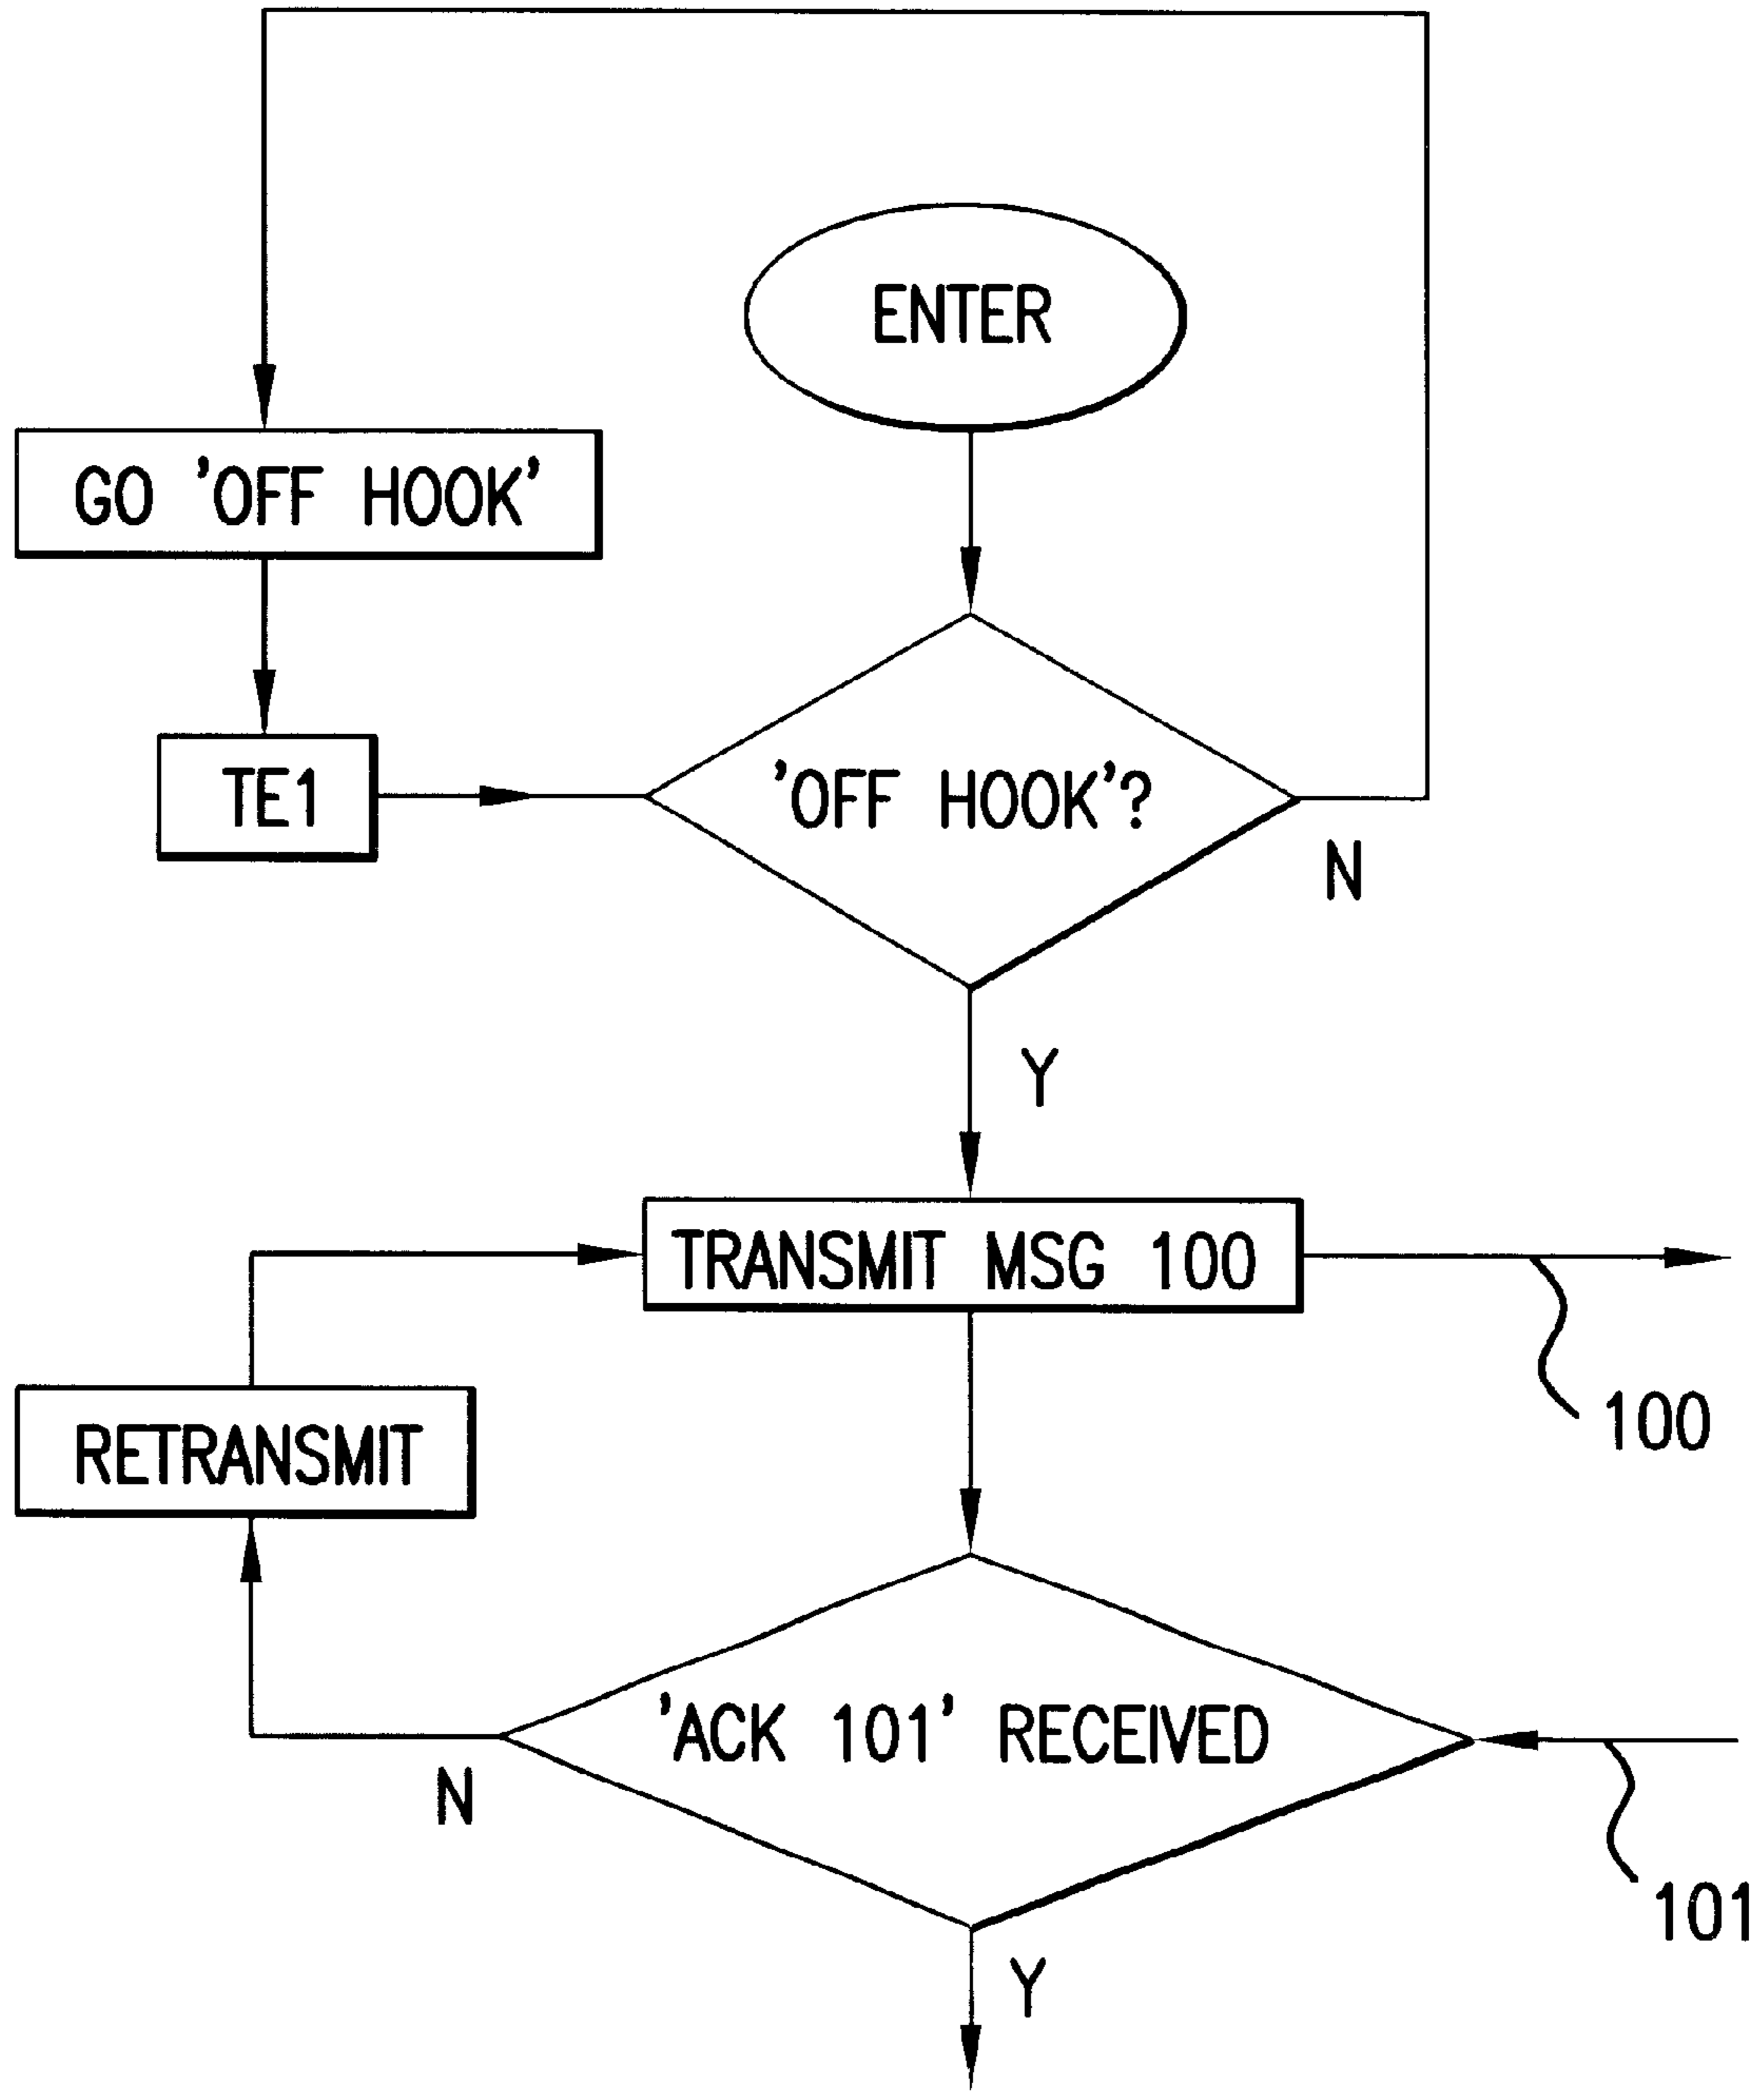 ENTER
GO 'OFF HOOK'
TE1
'OFF HOOK'?
N
Y
TRANSMIT MSG 100
100
RETRANSMIT
'ACK 101' RECEIVED
N
101
Y